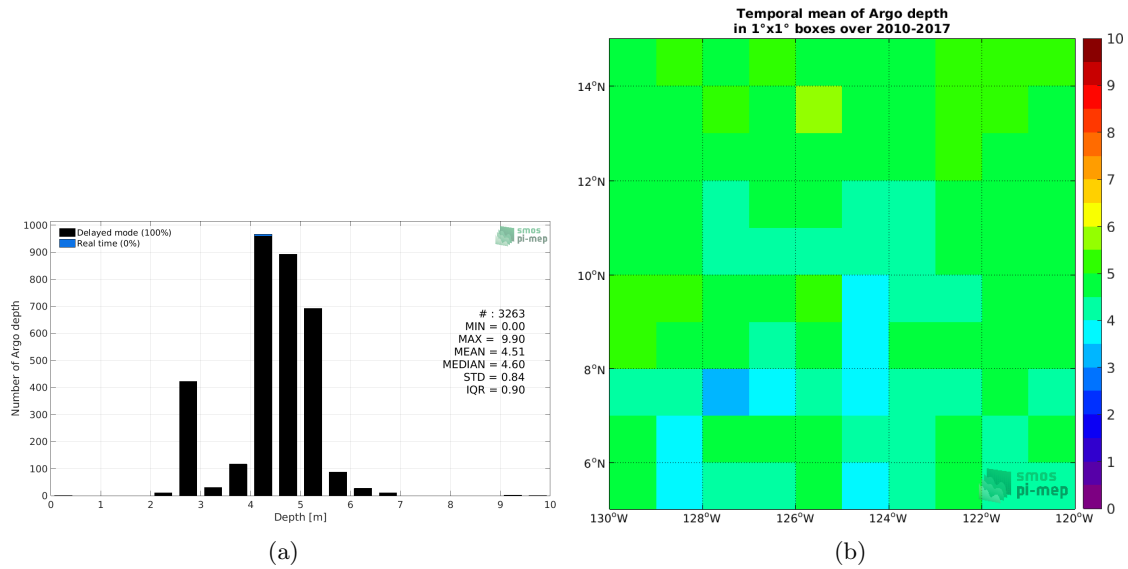 1000
900
800
700
600
500
400
300
200
100
0
Number of Argo depth
Delayed mode (100%)
Real time (0%)
smos
pi-mep
# : 3263
MIN = 0.00
MAX = 9.90
MEAN = 4.51
MEDIAN = 4.60
STD = 0.84
IQR = 0.90
0 1 2 3 4 5 6 7 8 9 10
Depth [m]
(a)
Temporal mean of Argo depth
in 1°x1° boxes over 2010-2017
14°N
12°N
10°N
8°N
6°N
130°W 128°W 126°W 124°W 122°W 120°W
smos
pi-mep
10
9
8
7
6
5
4
3
2
1
0
(b)